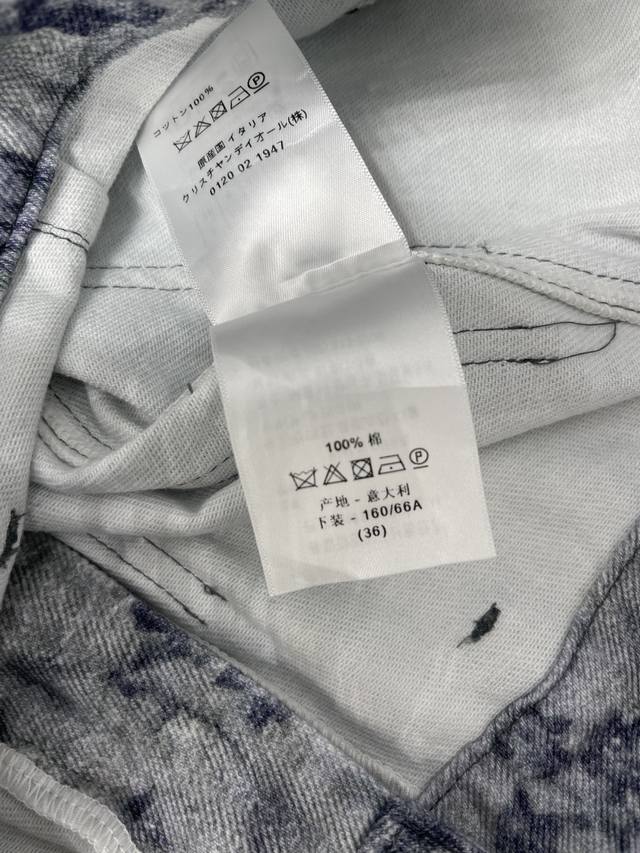 コットン100%
原産国イタリア
クリスチャンディオール(株)
0120 02 1947
100% 棉
产地 - 意大利
下装 - 160/66A
(36)